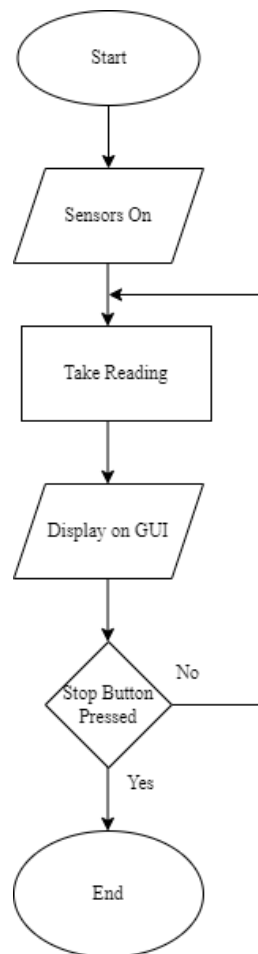 Start
Sensors On
Take Reading
Display on GUI
Stop Button
Pressed
No
Yes
End